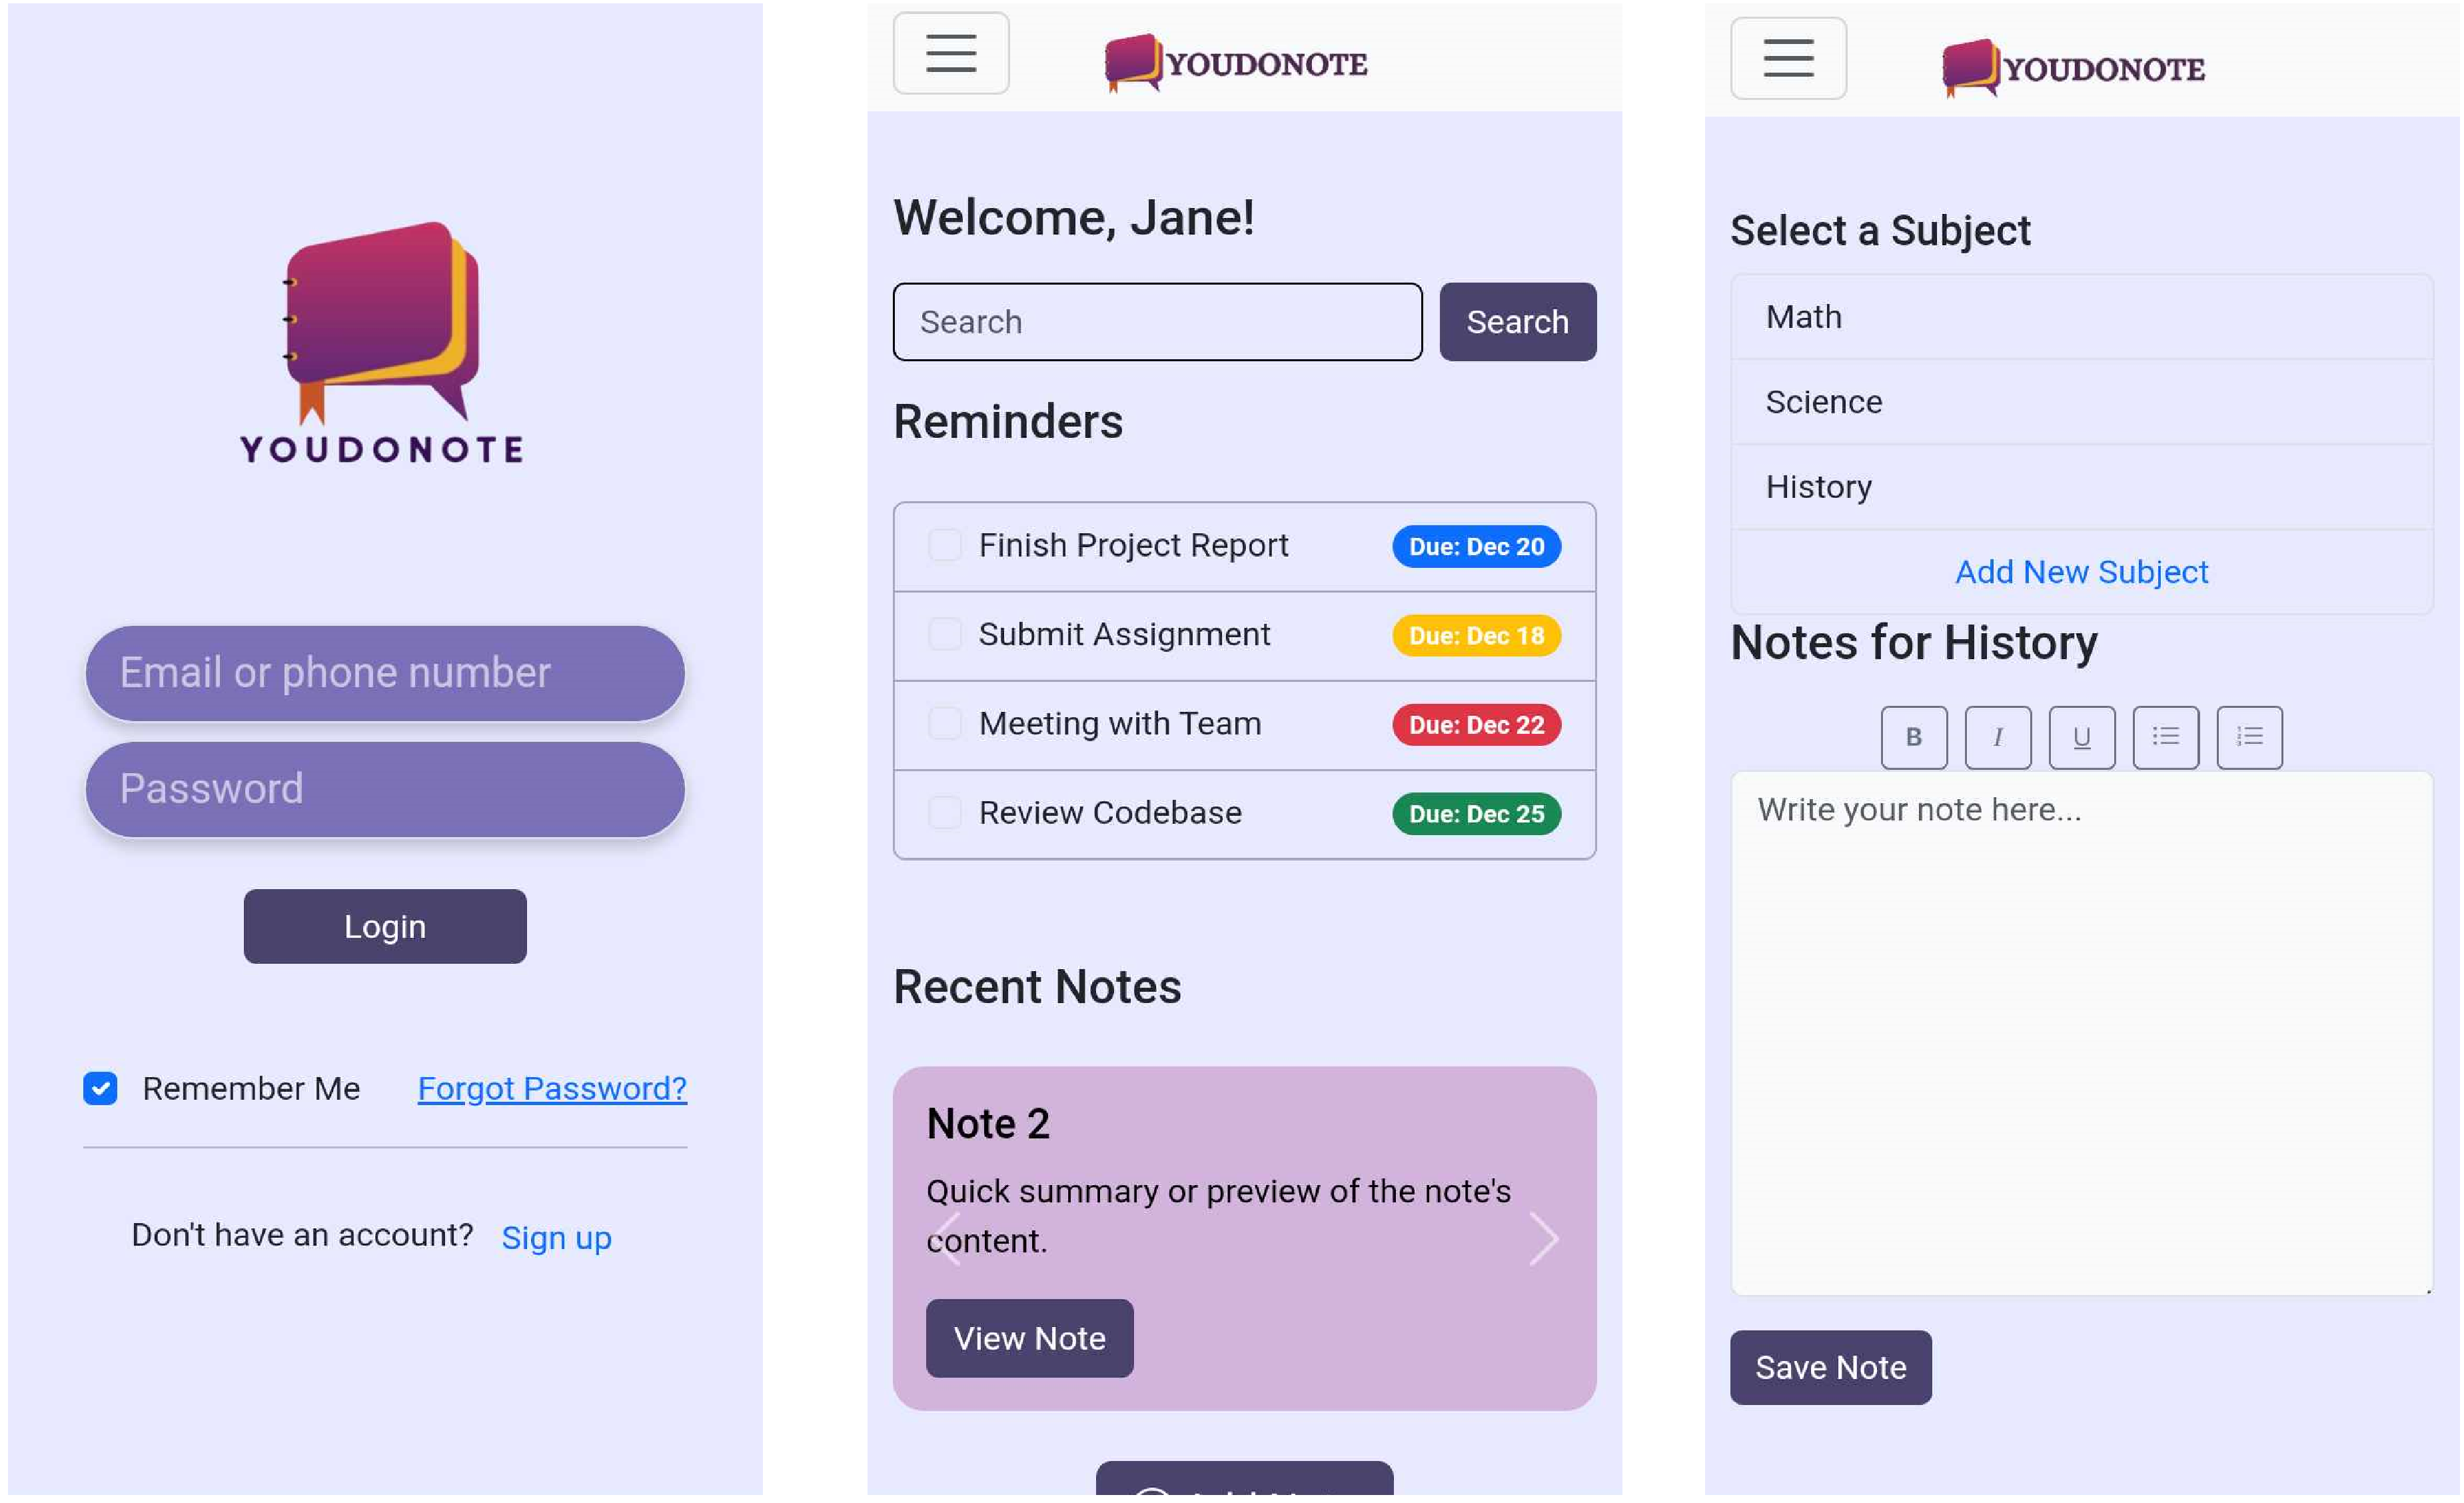 YOUDONOTE
Email or phone number
Password
Login
Remember Me Forgot Password?
Don't have an account? Sign up
YOUDONOTE
Welcome, Jane!
Search Search
Reminders
Finish Project Report Due: Dec 20
Submit Assignment Due: Dec 18
Meeting with Team Due: Dec 22
Review Codebase Due: Dec 25
Recent Notes
Note 2
Quick summary or preview of the note's
content.
View Note
YOUDONOTE
Select a Subject
Math
Science
History
Add New Subject
Notes for History
B I U
Write your note here...
Save Note